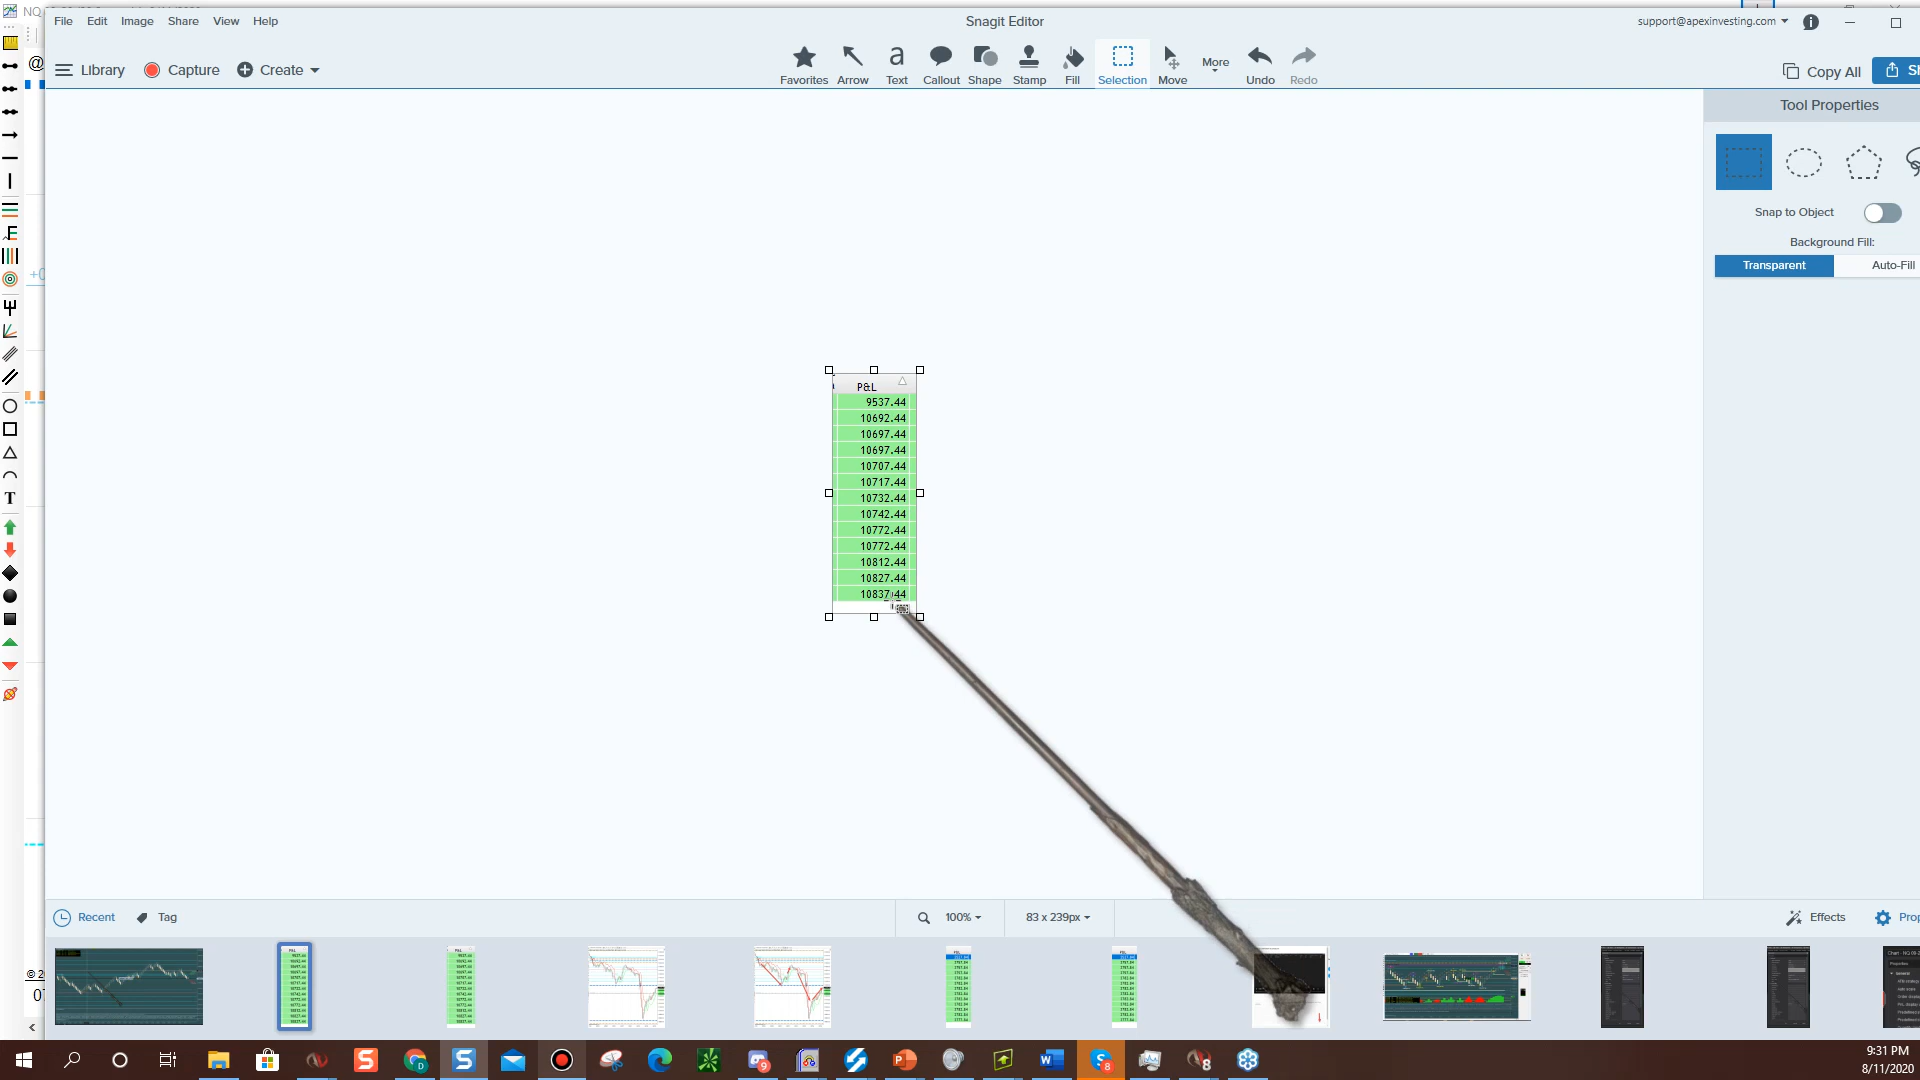 File Edit Image Share View Help
Snagit Editor
support@apexinvesting.com
Library Capture Create
Favorites Arrow Text Callout Shape Stamp Fill Selection Move More Undo Redo
Copy All
Tool Properties
Snap to Object
Background Fill:
Transparent Auto-Fill
P&L
9537.44
10692.44
10697.44
10697.44
10707.44
10717.44
10732.44
10742.44
10772.44
10772.44
10812.44
10827.44
10837.44
Recent Tag
100%
83 x 239px
Effects
9:31 PM
8/11/2020